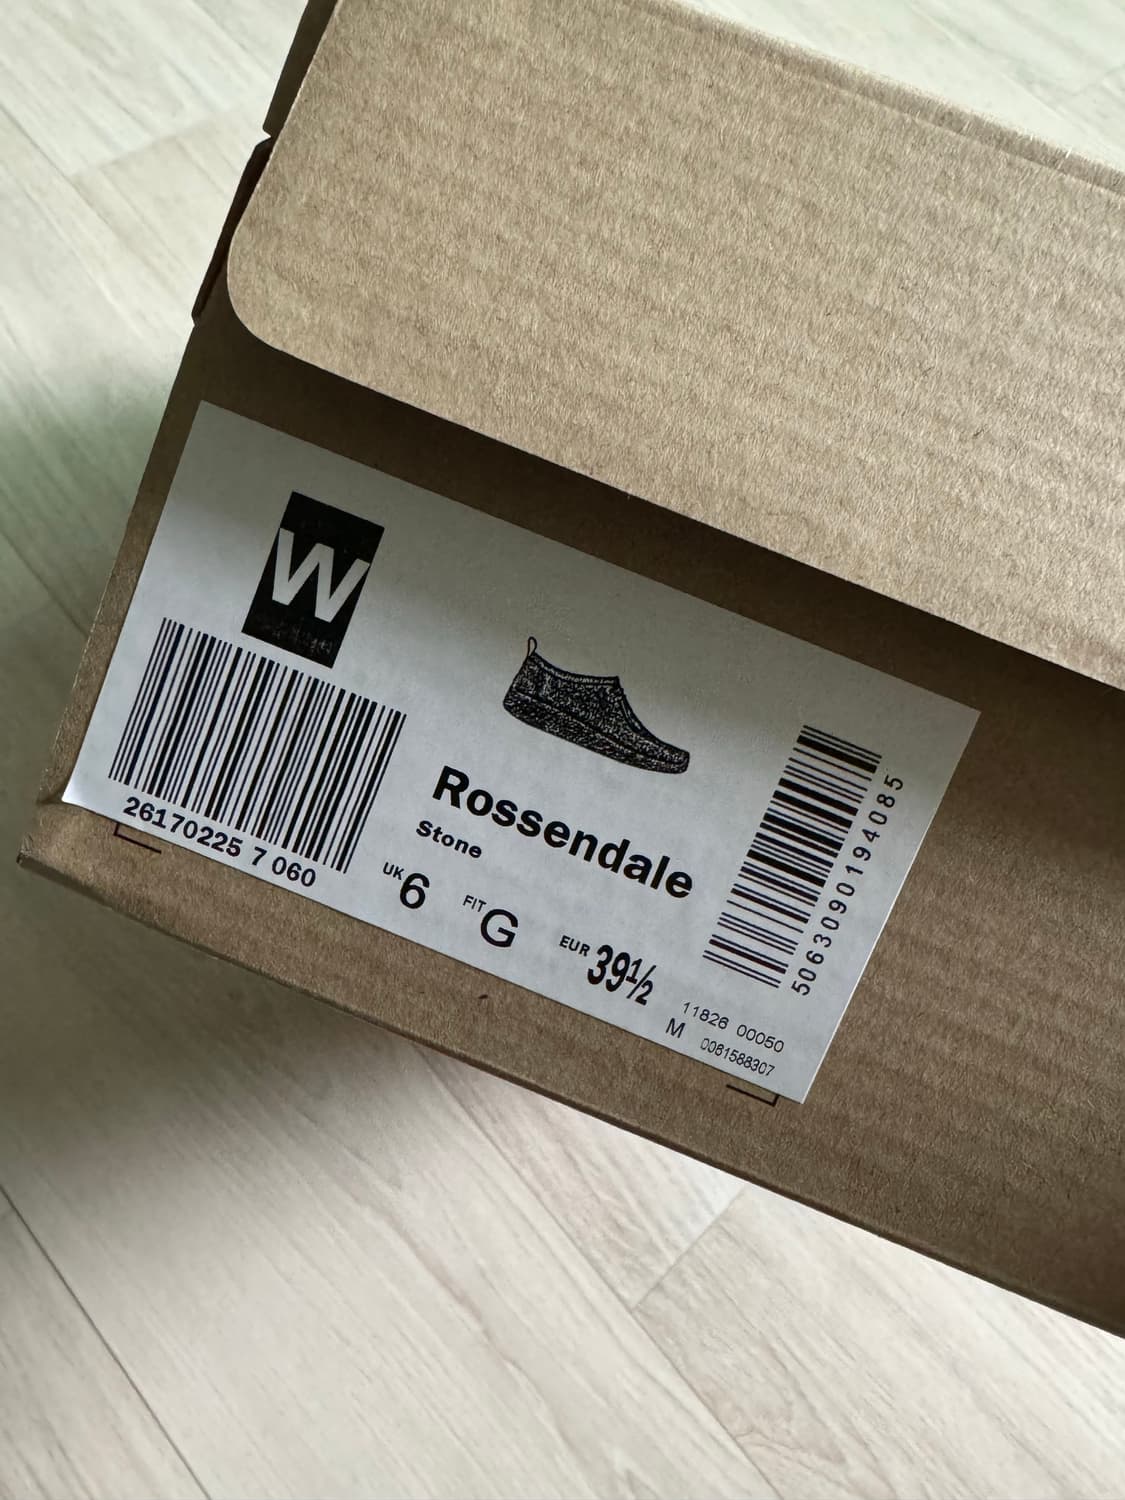 W
26170225 7 060
Rossendale
Stone
UK 6 FIT G EUR 39½
11826 00050
M 0081588307
5063090194085